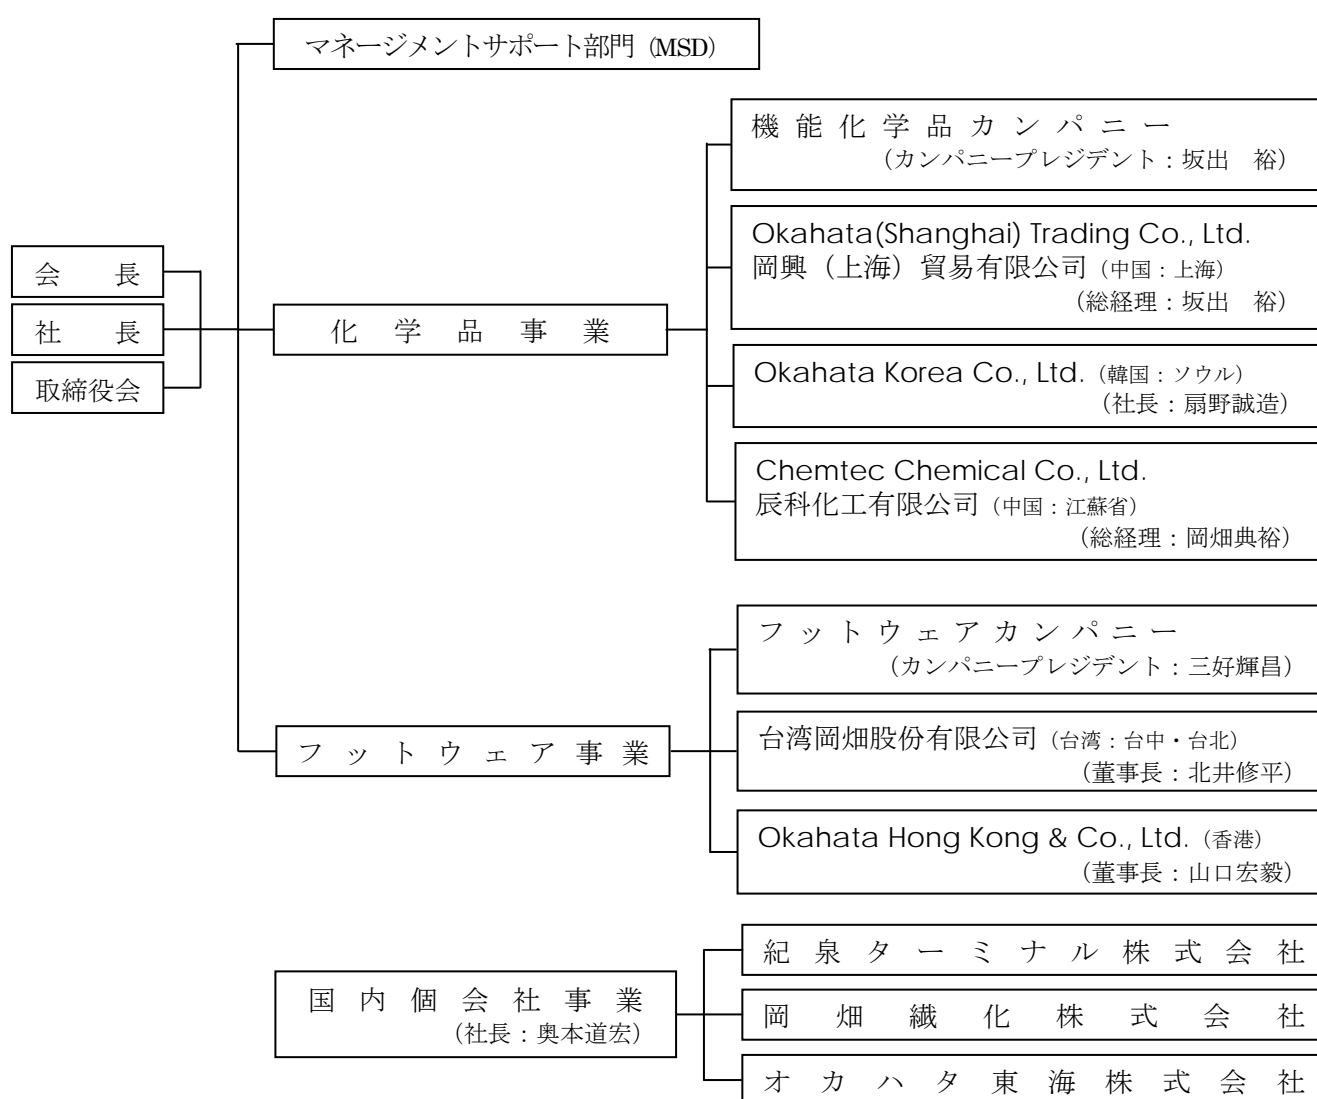 マネージメントサポート部門（MSD）
会長
社長
取締役会
化学品事業
機能化学品カンパニー
（カンパニープレジデント：坂出　裕）
Okahata(Shanghai) Trading Co., Ltd.
岡興（上海）貿易有限公司（中国：上海）
（総経理：坂出　裕）
Okahata Korea Co., Ltd.（韓国：ソウル）
（社長：扇野誠造）
Chemtec Chemical Co., Ltd.
辰科化工有限公司（中国：江蘇省）
（総経理：岡畑典裕）
フットウェア事業
フットウェアカンパニー
（カンパニープレジデント：三好輝昌）
台湾岡畑股份有限公司（台湾：台中・台北）
（董事長：北井修平）
Okahata Hong Kong & Co., Ltd.（香港）
（董事長：山口宏毅）
国内個会社事業
（社長：奥本道宏）
紀泉ターミナル株式会社
岡畑繊化株式会社
オカハタ東海株式会社